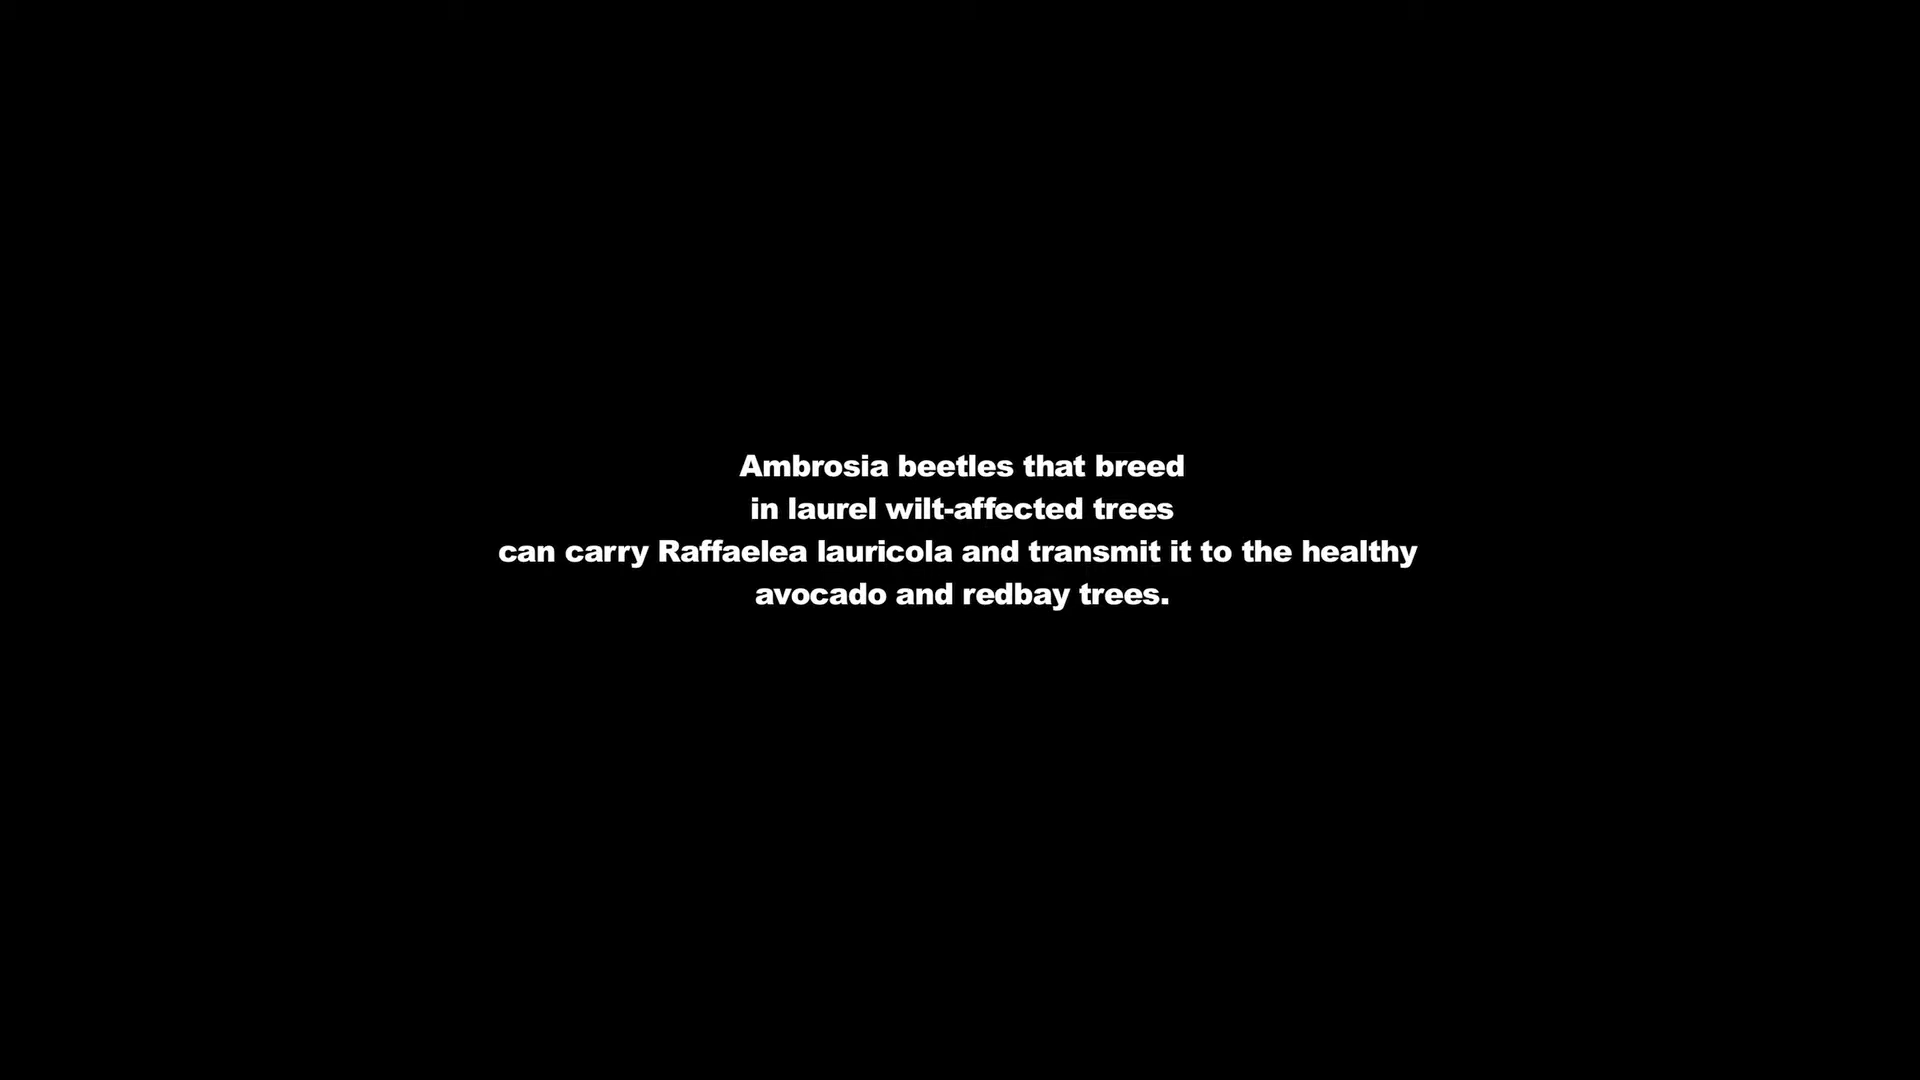 Ambrosia beetles that breed
in laurel wilt-affected trees
can carry Raffaelea lauricola and transmit it to the healthy
avocado and redbay trees.